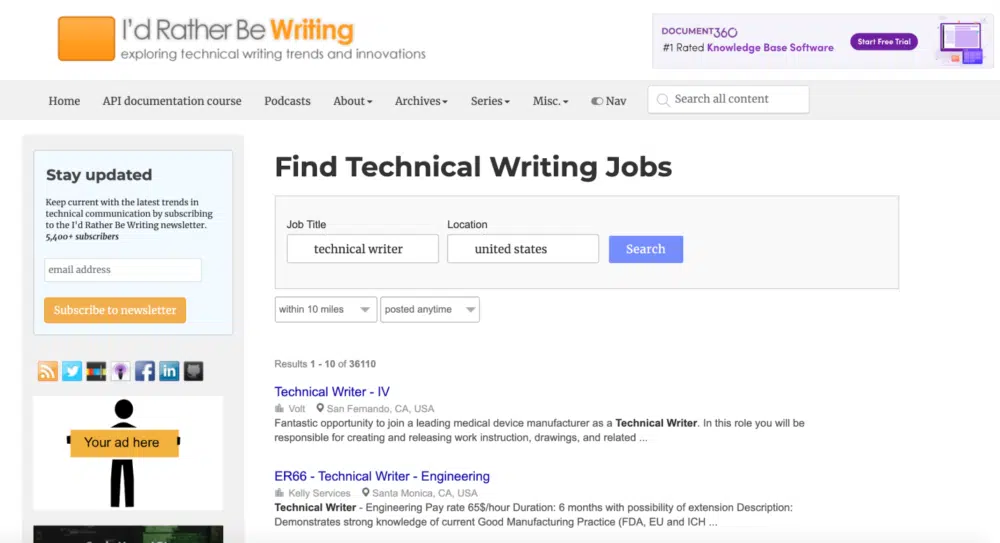 I'd Rather Be Writing
exploring technical writing trends and innovations
DOCUMENT360
#1 Rated Knowledge Base Software
Start Free Trial
Home API documentation course Podcasts About Archives Series Misc. Nav Search all content
Stay updated
Keep current with the latest trends in
technical communication by subscribing
to the I'd Rather Be Writing newsletter.
5,400+ subscribers
email address
Subscribe to newsletter
Your ad here
Find Technical Writing Jobs
Job Title Location
technical writer united states Search
within 10 miles posted anytime
Results 1 - 10 of 36110
Technical Writer - IV
Volt San Fernando, CA, USA
Fantastic opportunity to join a leading medical device manufacturer as a Technical Writer. In this role you will be
responsible for creating and releasing work instruction, drawings, and related ...
ER66 - Technical Writer - Engineering
Kelly Services Santa Monica, CA, USA
Technical Writer - Engineering Pay rate 65$/hour Duration: 6 months with possibility of extension Description:
Demonstrates strong knowledge of current Good Manufacturing Practice (FDA, EU and ICH ...